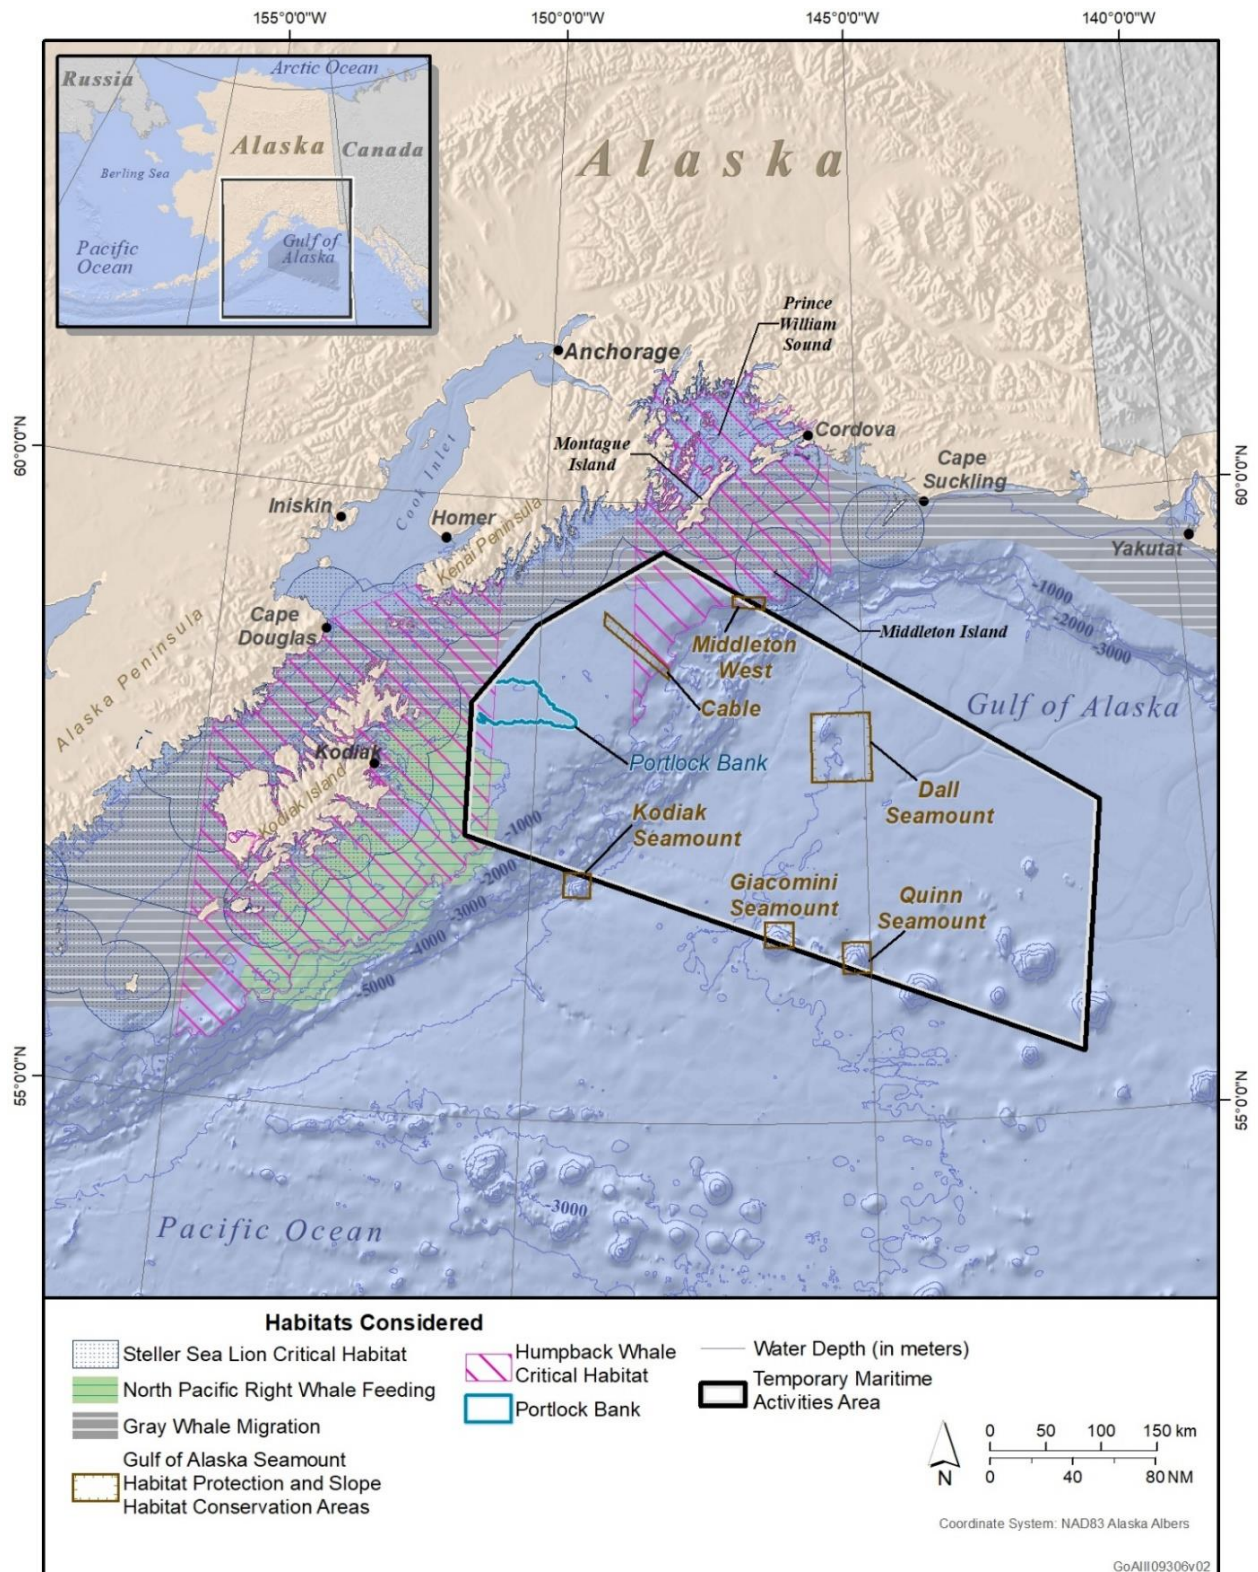 155°0'0"W
150°0'0"W
145°0'0"W
140°0'0"W
Russia
Arctic Ocean
Alaska
Canada
Berling Sea
Pacific
Ocean
Gulf of
Alaska
Alaska
Prince
William
Sound
Anchorage
60°0'0"N
60°0'0"N
Cordova
Montague
Island
Cape
Suckling
Cook Inlet
Iniskin
Homer
Kenai Peninsula
Yakutat
-1000
-2000
-3000
Cape
Douglas
Middleton Island
Middleton
West
Alaska Peninsula
Cable
Gulf of Alaska
Portlock Bank
Kodiak
Kodiak Island
Dall
Seamount
Kodiak
Seamount
-1000
-2000
-3000
-4000
-5000
Giacomini
Seamount
Quinn
Seamount
55°0'0"N
55°0'0"N
Pacific Ocean
-3000
Habitats Considered
Steller Sea Lion Critical Habitat
North Pacific Right Whale Feeding
Gray Whale Migration
Gulf of Alaska Seamount
Habitat Protection and Slope
Habitat Conservation Areas
Humpback Whale
Critical Habitat
Portlock Bank
Water Depth (in meters)
Temporary Maritime
Activities Area
N
0 50 100 150 km
0 40 80 NM
Coordinate System: NAD83 Alaska Albers
GoAIII09306v02